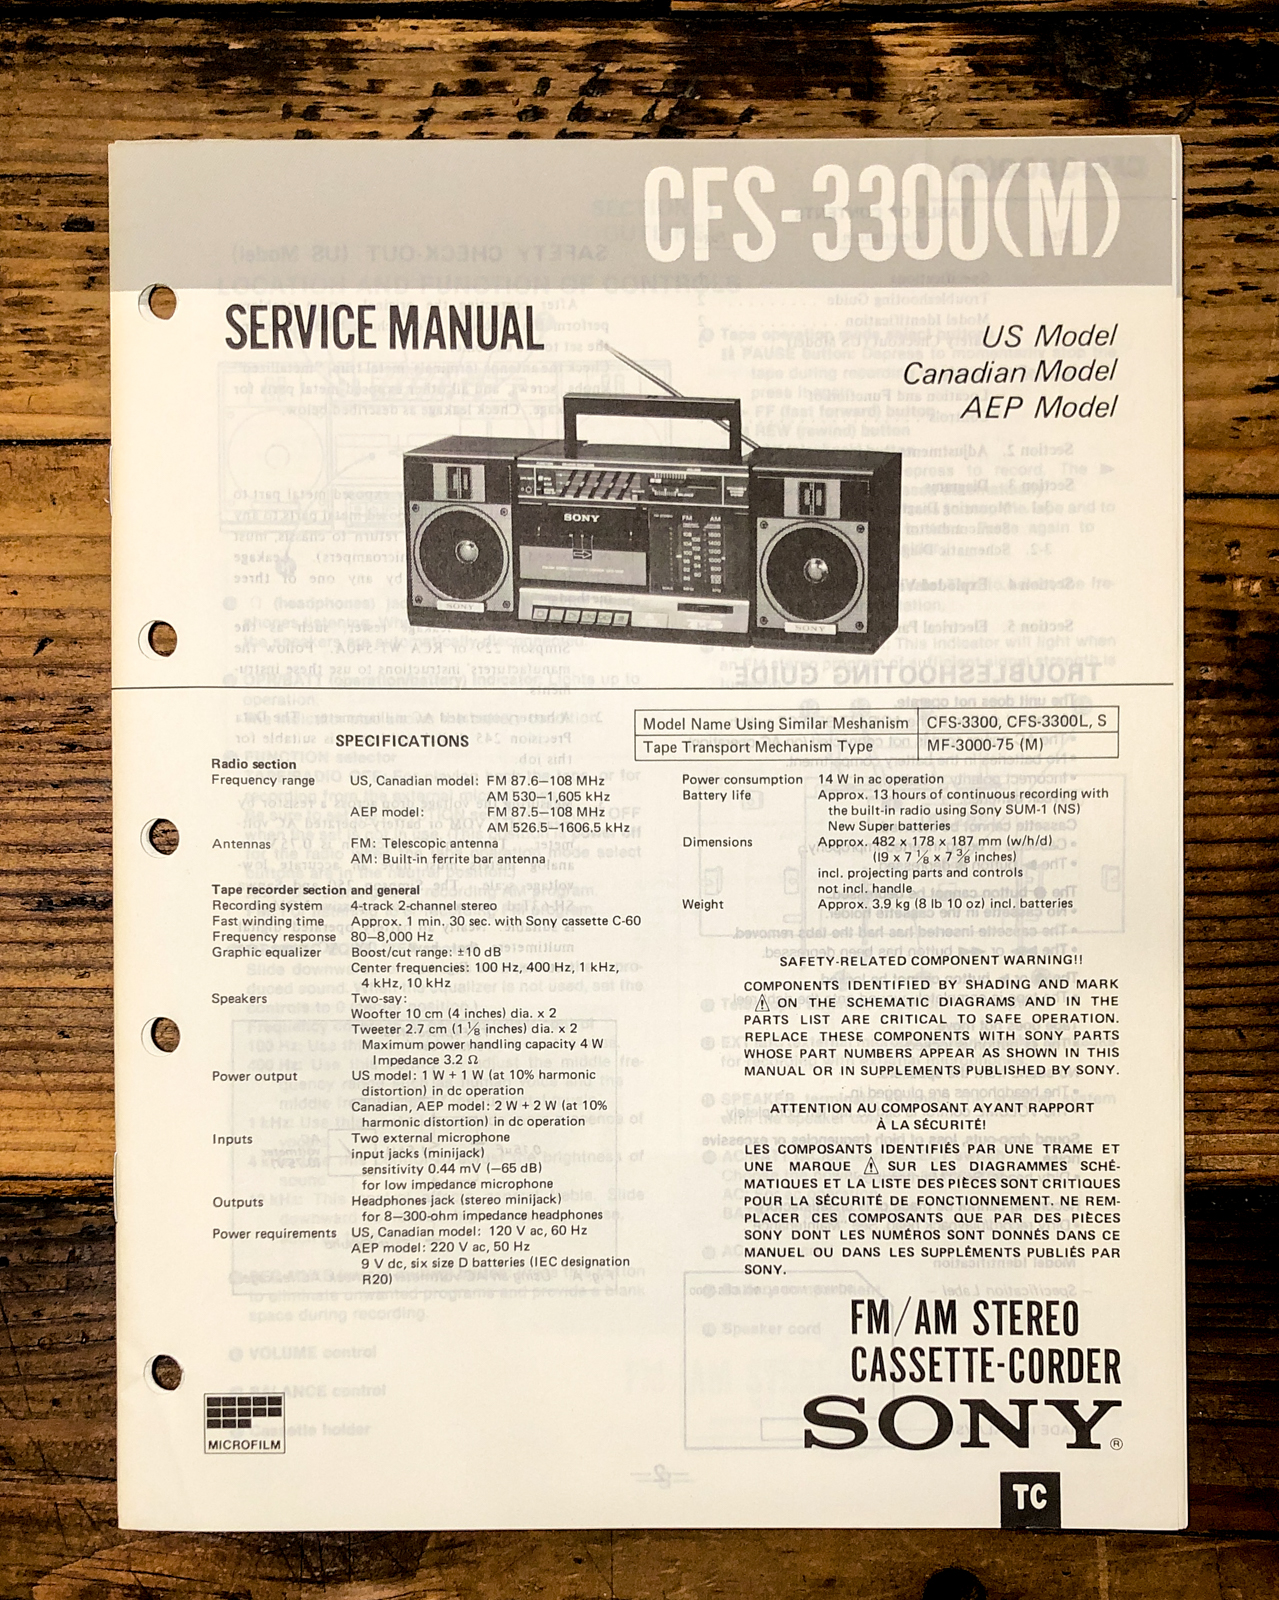 CFS-3300(M)
SERVICE MANUAL
US Model
Canadian Model
AEP Model
SONY
FM AM
SONY
SONY
Model Name Using Similar Meshanism CFS-3300, CFS-3300L, S
Tape Transport Mechanism Type MF-3000-75 (M)
SPECIFICATIONS
Radio section
Frequency range US, Canadian model: FM 87.6–108 MHz
AM 530–1,605 kHz
AEP model: FM 87.5–108 MHz
AM 526.5–1606.5 kHz
Antennas FM: Telescopic antenna
AM: Built-in ferrite bar antenna
Tape recorder section and general
Recording system 4-track 2-channel stereo
Fast winding time Approx. 1 min. 30 sec. with Sony cassette C-60
Frequency response 80–8,000 Hz
Graphic equalizer Boost/cut range: ±10 dB
Center frequencies: 100 Hz, 400 Hz, 1 kHz,
4 kHz, 10 kHz
Speakers Two-say:
Woofter 10 cm (4 inches) dia. x 2
Tweeter 2.7 cm (1 1/8 inches) dia. x 2
Maximum power handling capacity 4 W
Impedance 3.2 Ω
Power output US model: 1 W + 1 W (at 10% harmonic
distortion) in dc operation
Canadian, AEP model: 2 W + 2 W (at 10%
harmonic distortion) in dc operation
Inputs Two external microphone
input jacks (minijack)
sensitivity 0.44 mV (–65 dB)
for low impedance microphone
Outputs Headphones jack (stereo minijack)
for 8–300-ohm impedance headphones
Power requirements US, Canadian model: 120 V ac, 60 Hz
AEP model: 220 V ac, 50 Hz
9 V dc, six size D batteries (IEC designation
R20)
Power consumption 14 W in ac operation
Battery life Approx. 13 hours of continuous recording with
the built-in radio using Sony SUM-1 (NS)
New Super batteries
Dimensions Approx. 482 x 178 x 187 mm (w/h/d)
(19 x 7 1/8 x 7 3/8 inches)
incl. projecting parts and controls
not incl. handle
Weight Approx. 3.9 kg (8 lb 10 oz) incl. batteries
SAFETY-RELATED COMPONENT WARNING!!
COMPONENTS IDENTIFIED BY SHADING AND MARK
⚠ ON THE SCHEMATIC DIAGRAMS AND IN THE
PARTS LIST ARE CRITICAL TO SAFE OPERATION.
REPLACE THESE COMPONENTS WITH SONY PARTS
WHOSE PART NUMBERS APPEAR AS SHOWN IN THIS
MANUAL OR IN SUPPLEMENTS PUBLISHED BY SONY.
ATTENTION AU COMPOSANT AYANT RAPPORT
À LA SÉCURITÉ!
LES COMPOSANTS IDENTIFIÉS PAR UNE TRAME ET
UNE MARQUE ⚠ SUR LES DIAGRAMMES SCHÉ-
MATIQUES ET LA LISTE DES PIÈCES SONT CRITIQUES
POUR LA SÉCURITÉ DE FONCTIONNEMENT. NE REM-
PLACER CES COMPOSANTS QUE PAR DES PIÈCES
SONY DONT LES NUMÉROS SONT DONNÉS DANS CE
MANUEL OU DANS LES SUPPLÉMENTS PUBLIÉS PAR
SONY.
FM/AM STEREO
CASSETTE-CORDER
SONY®
MICROFILM
TC